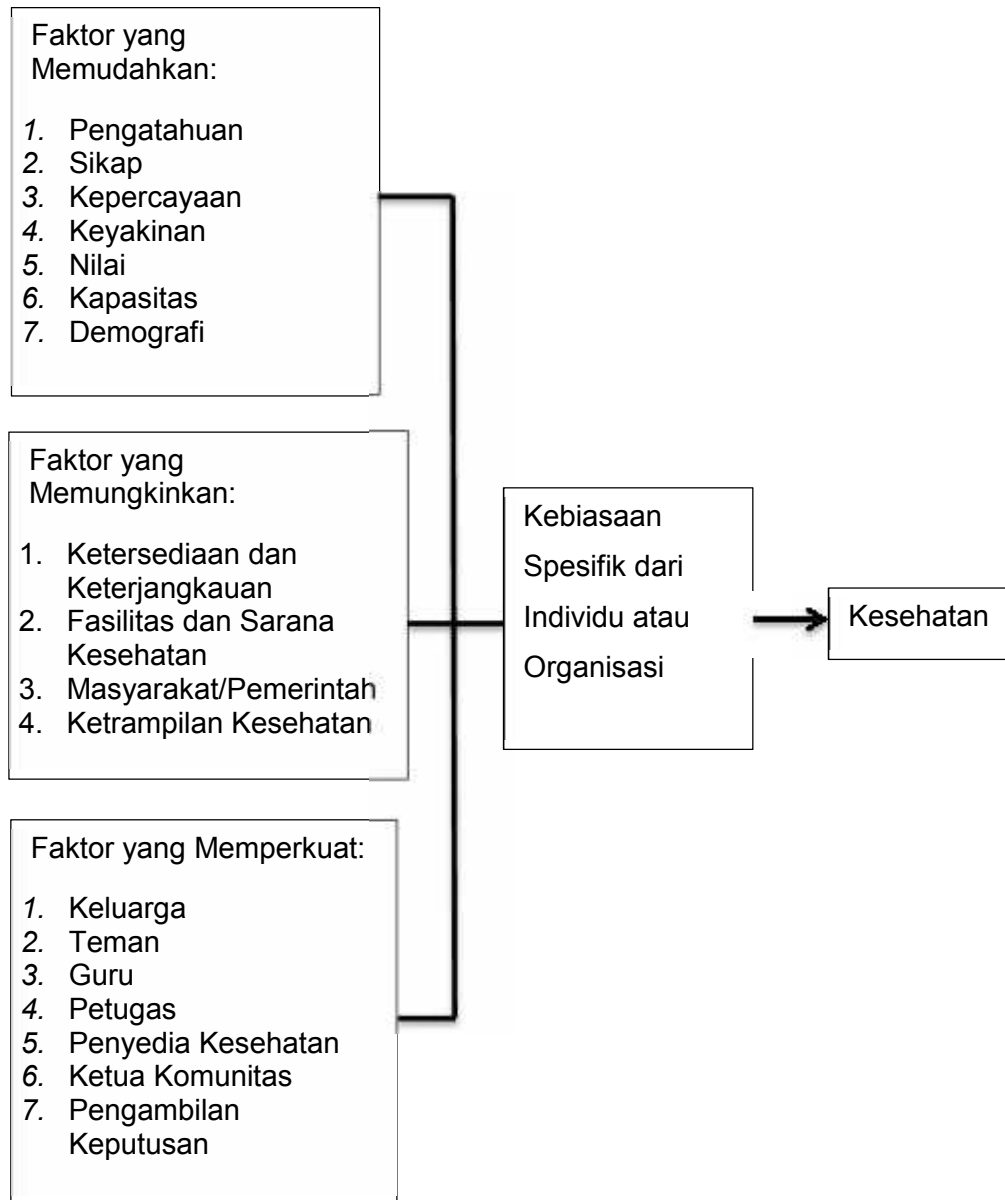 Faktor yang
Memudahkan:
1. Pengatahuan
2. Sikap
3. Kepercayaan
4. Keyakinan
5. Nilai
6. Kapasitas
7. Demografi
Faktor yang
Memungkinkan:
1. Ketersediaan dan
Keterjangkauan
2. Fasilitas dan Sarana
Kesehatan
3. Masyarakat/Pemerintah
4. Ketrampilan Kesehatan
Faktor yang Memperkuat:
1. Keluarga
2. Teman
3. Guru
4. Petugas
5. Penyedia Kesehatan
6. Ketua Komunitas
7. Pengambilan
Keputusan
Kebiasaan
Spesifik dari
Individu atau
Organisasi
Kesehatan